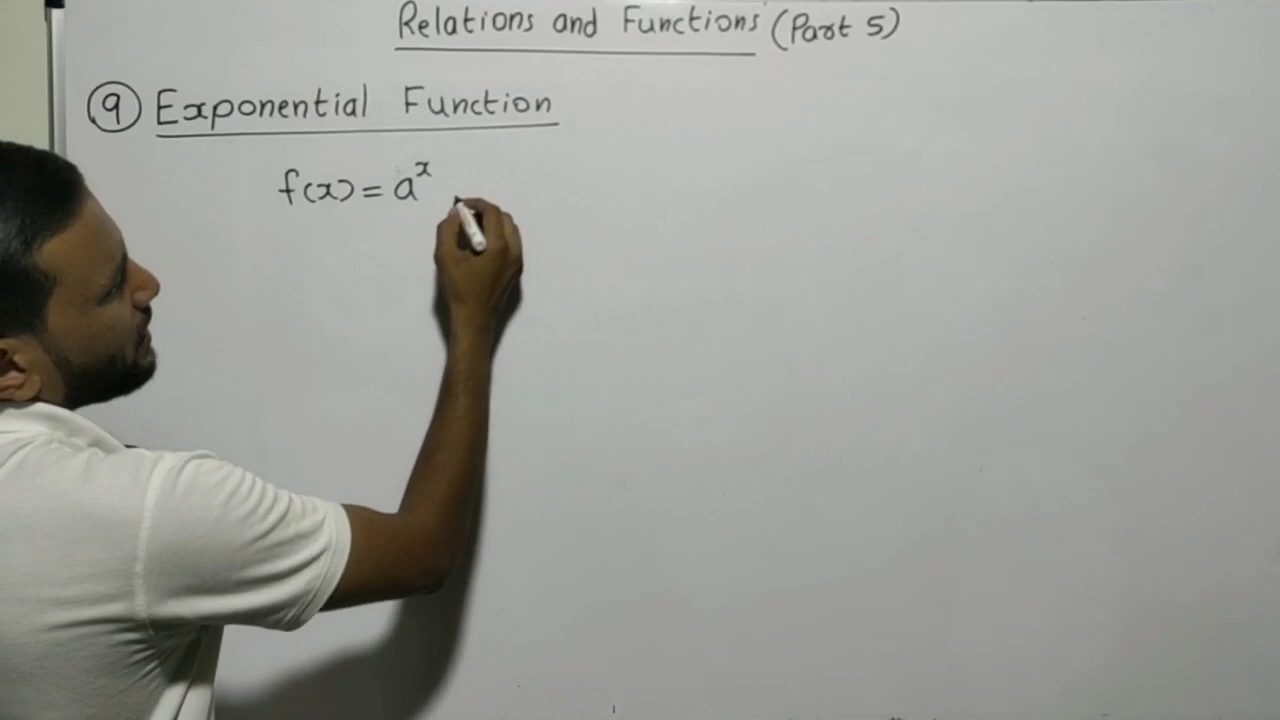 Relations and Functions (Part 5)
9 Exponential Function
f(x) = a^x